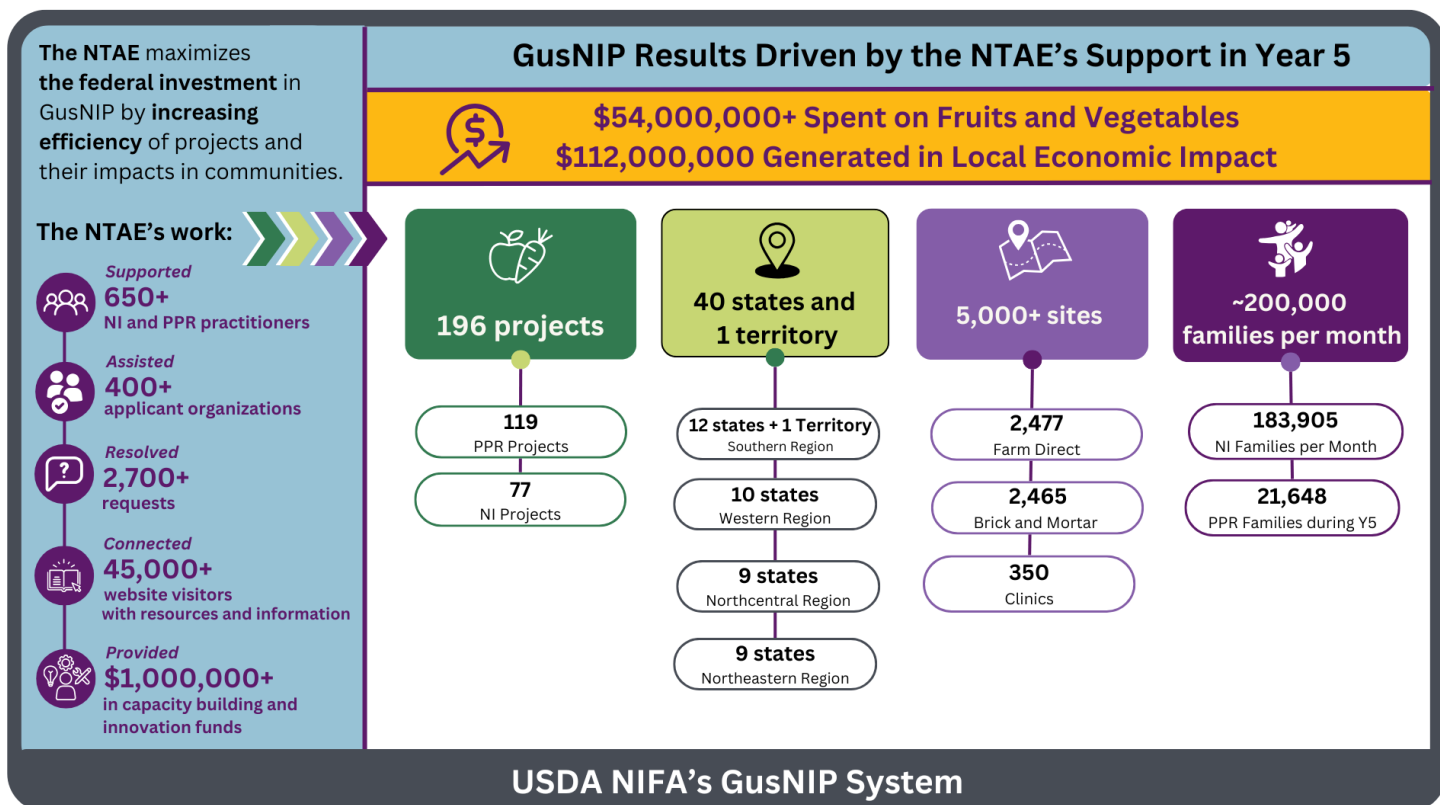 The NTAE maximizes
the federal investment in
GusNIP by increasing
efficiency of projects and
their impacts in communities.
The NTAE's work:
Supported
650+
NI and PPR practitioners
Assisted
400+
applicant organizations
Resolved
2,700+
requests
Connected
45,000+
website visitors
with resources and information
Provided
$1,000,000+
in capacity building and
innovation funds
GusNIP Results Driven by the NTAE's Support in Year 5
$54,000,000+ Spent on Fruits and Vegetables
$112,000,000 Generated in Local Economic Impact
196 projects
119
PPR Projects
77
NI Projects
40 states and
1 territory
12 states + 1 Territory
Southern Region
10 states
Western Region
9 states
Northcentral Region
9 states
Northeastern Region
5,000+ sites
2,477
Farm Direct
2,465
Brick and Mortar
350
Clinics
~200,000
families per month
183,905
NI Families per Month
21,648
PPR Families during Y5
USDA NIFA's GusNIP System